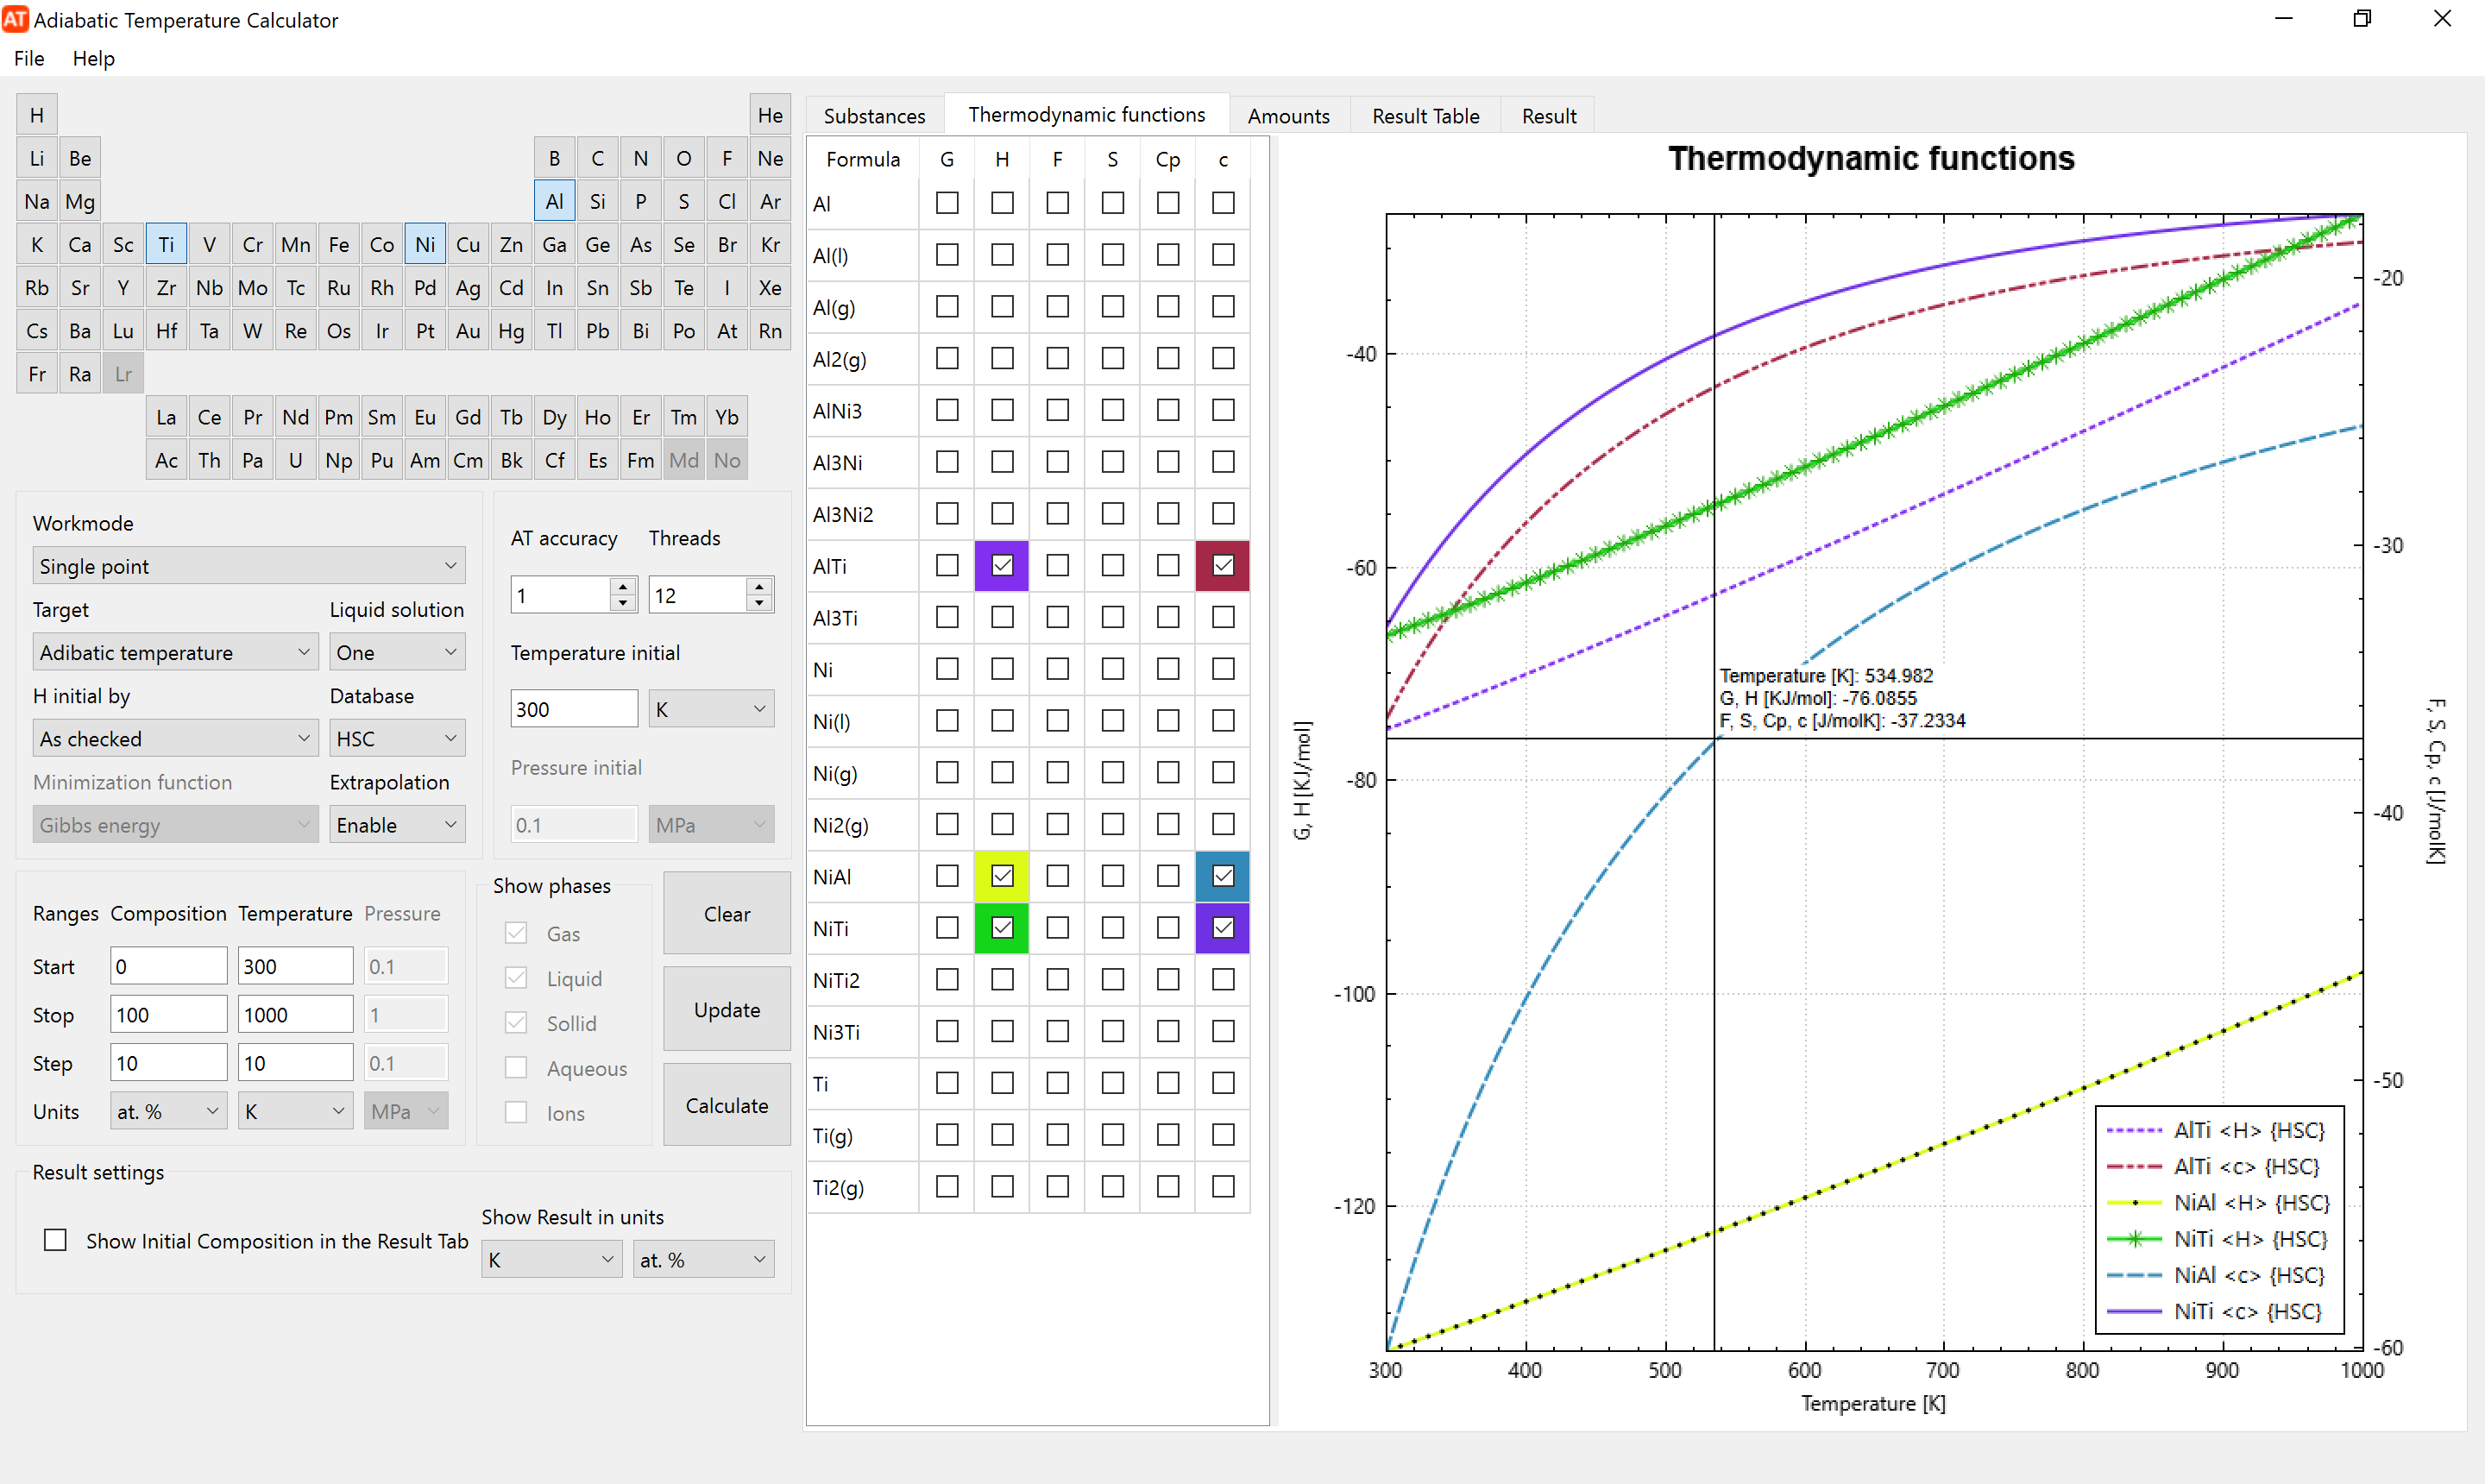 AT Adiabatic Temperature Calculator
File Help
H He
Li Be B C N O F Ne
Na Mg Al Si P S Cl Ar
K Ca Sc Ti V Cr Mn Fe Co Ni Cu Zn Ga Ge As Se Br Kr
Rb Sr Y Zr Nb Mo Tc Ru Rh Pd Ag Cd In Sn Sb Te I Xe
Cs Ba Lu Hf Ta W Re Os Ir Pt Au Hg Tl Pb Bi Po At Rn
Fr Ra Lr
La Ce Pr Nd Pm Sm Eu Gd Tb Dy Ho Er Tm Yb
Ac Th Pa U Np Pu Am Cm Bk Cf Es Fm Md No
Workmode
Single point
Target Liquid solution
Adibatic temperature One
H initial by Database
As checked HSC
Minimization function Extrapolation
Gibbs energy Enable
AT accuracy Threads
1 12
Temperature initial
300 K
Pressure initial
0.1 MPa
Ranges Composition Temperature Pressure
Start 0 300 0.1
Stop 100 1000 1
Step 10 10 0.1
Units at. % K MPa
Show phases
Gas
Liquid
Sollid
Aqueous
Ions
Clear
Update
Calculate
Result settings
Show Initial Composition in the Result Tab
Show Result in units
K at. %
Substances Thermodynamic functions Amounts Result Table Result
Formula G H F S Cp c
Al
Al(l)
Al(g)
Al2(g)
AlNi3
Al3Ni
Al3Ni2
AlTi
Al3Ti
Ni
Ni(l)
Ni(g)
Ni2(g)
NiAl
NiTi
NiTi2
Ni3Ti
Ti
Ti(g)
Ti2(g)
Thermodynamic functions
-40
-60
-80
-100
-120
G, H [KJ/mol]
Temperature [K]: 534.982
G, H [KJ/mol]: -76.0855
F, S, Cp, c [J/molK]: -37.2334
-20
-30
-40
-50
-60
F, S, Cp, c [J/molK]
AlTi <H> {HSC}
AlTi <c> {HSC}
NiAl <H> {HSC}
NiTi <H> {HSC}
NiAl <c> {HSC}
NiTi <c> {HSC}
300 400 500 600 700 800 900 1000
Temperature [K]